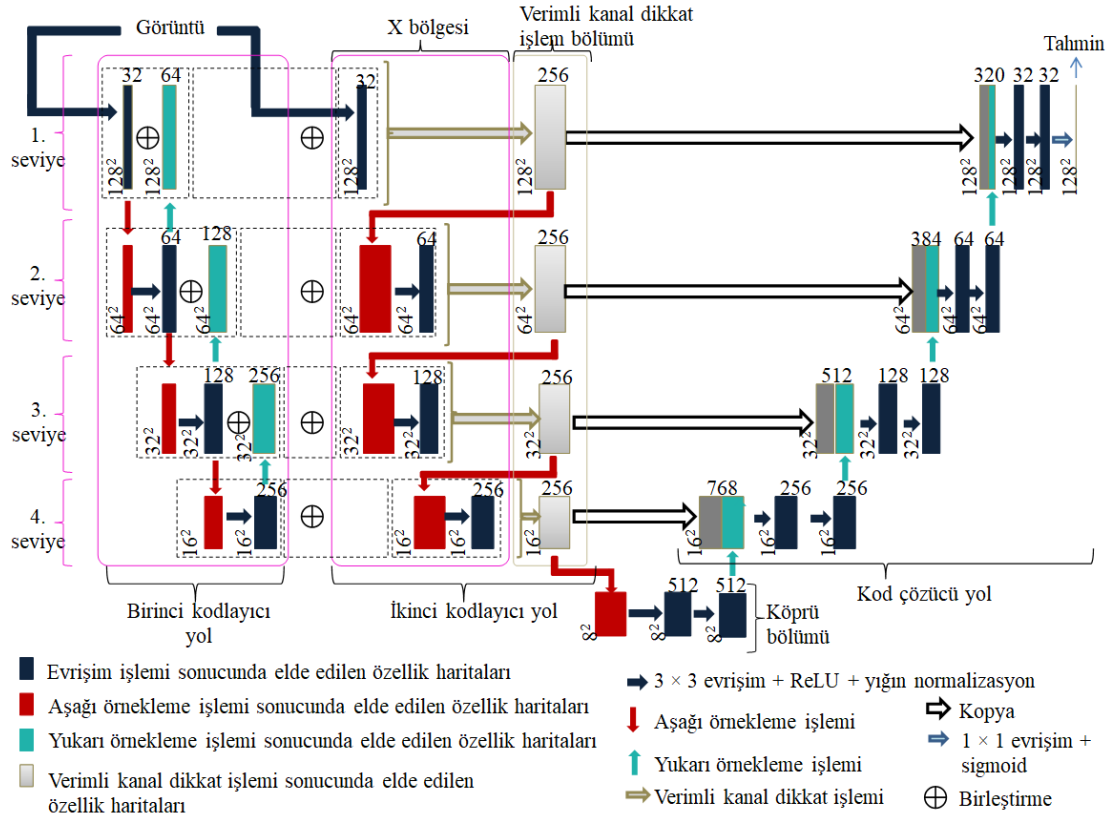 Görüntü
X bölgesi
Verimli kanal dikkat
işlem bölümü
Tahmin
1.
seviye
32
64
32
256
320
32
32
128²
128²
128²
128²
128²
128²
128²
128²
2.
seviye
64
128
64
256
384
64
64
64²
64²
64²
64²
64²
64²
64²
64²
64²
3.
seviye
128
256
128
256
512
128
128
32²
32²
32²
32²
32²
32²
32²
32²
32²
4.
seviye
256
256
256
768
256
256
16²
16²
16²
16²
16²
16²
16²
16²
512
512
8²
8²
8²
Birinci kodlayıcı
yol
İkinci kodlayıcı yol
Köprü
bölümü
Kod çözücü yol
Evrişim işlemi sonucunda elde edilen özellik haritaları
Aşağı örnekleme işlemi sonucunda elde edilen özellik haritaları
Yukarı örnekleme işlemi sonucunda elde edilen özellik haritaları
Verimli kanal dikkat işlemi sonucunda elde edilen
özellik haritaları
3 × 3 evrişim + ReLU + yığın normalizasyon
Aşağı örnekleme işlemi
Yukarı örnekleme işlemi
Verimli kanal dikkat işlemi
Kopya
1 × 1 evrişim +
sigmoid
Birleştirme